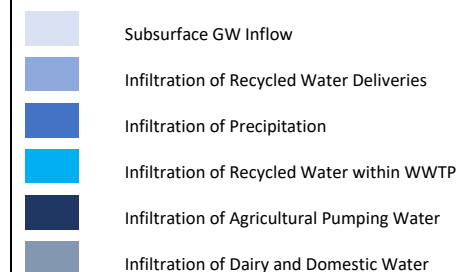 Subsurface GW Inflow
Infiltration of Recycled Water Deliveries
Infiltration of Precipitation
Infiltration of Recycled Water within WWTP
Infiltration of Agricultural Pumping Water
Infiltration of Dairy and Domestic Water